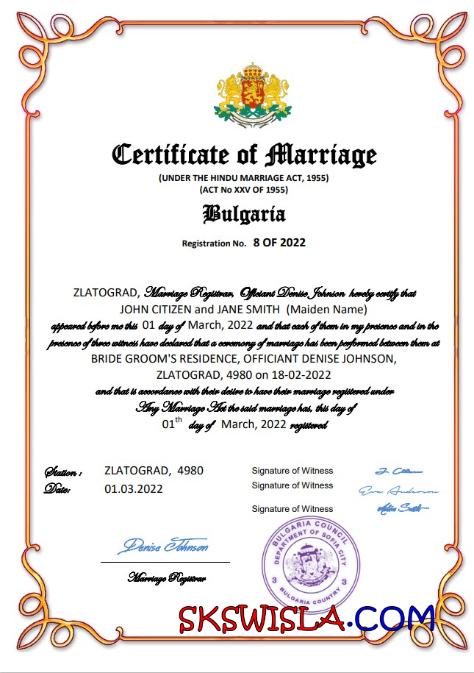 Certificate of Marriage
(UNDER THE HINDU MARRIAGE ACT, 1955)
(ACT No XXV OF 1955)
Bulgaria
Registration No. 8 OF 2022
ZLATOGRAD, Marriage Registrar, Officiant Denise Johnson hereby certify that
JOHN CITIZEN and JANE SMITH (Maiden Name)
appeared before me this 01 day of March, 2022 and that each of them in my presence and in the
presence of three witness have declared that a ceremony of marriage has been performed between them at
BRIDE GROOM'S RESIDENCE, OFFICIANT DENISE JOHNSON,
ZLATOGRAD, 4980 on 18-02-2022
and that is accordance with their desire to have their marriage registered under
Any Marriage Act the said marriage has, this day of
01th day of March, 2022 registered
Station : ZLATOGRAD, 4980
Date: 01.03.2022
Signature of Witness
Signature of Witness Eva Anderson
Signature of Witness
Denise Johnson
Marriage Registrar
BULGARIA COUNCIL
DEPARTMENT OF SOFIA CITY
3 3
BULGARIA COUNTRY
SKSWISLA.COM